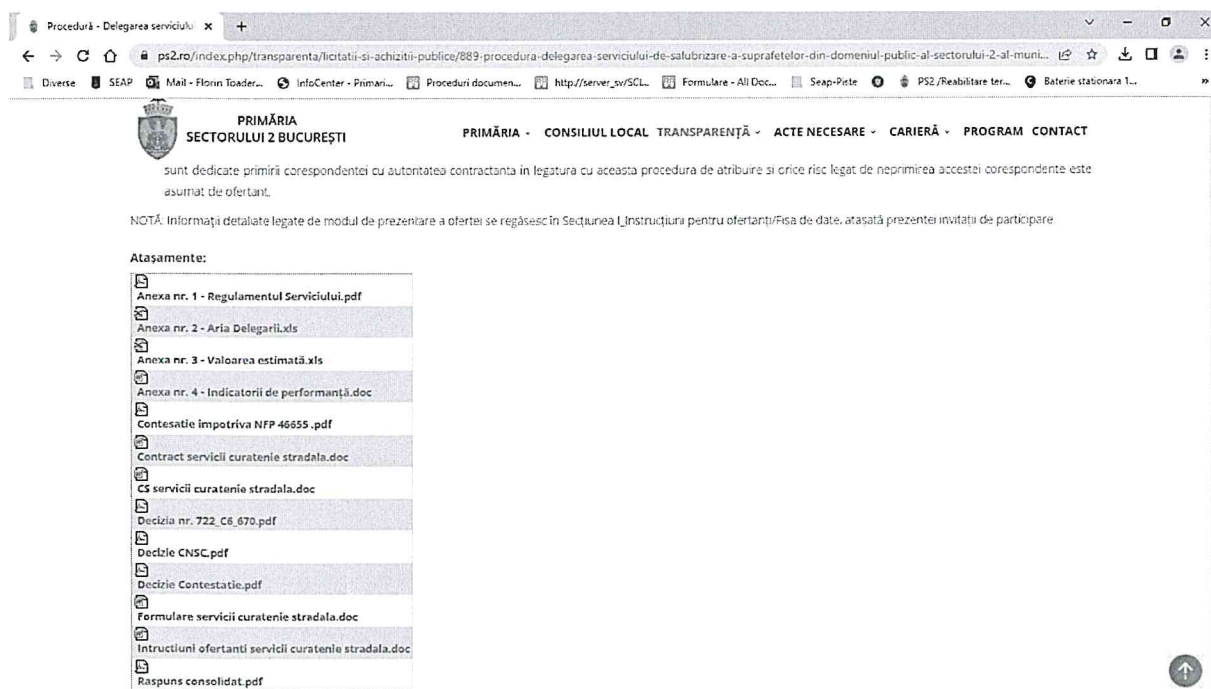 Procedură - Delegarea serviciulu
ps2.ro/index.php/transparenta/licitatii-si-achizitii-publice/889-procedura-delegarea-serviciului-de-salubrizare-a-suprafetelor-din-domeniul-public-al-sectorului-2-al-muni...
Diverse SEAP Mail - Florin Toader... InfoCenter - Primari... Proceduri documen... http://server_sv/SCL... Formulare - All Doc... Seap-Piste PS2 /Reabilitare ter... Baterie stationara 1... »
PRIMĂRIA
SECTORULUI 2 BUCUREȘTI
PRIMĂRIA CONSILIUL LOCAL TRANSPARENȚĂ ACTE NECESARE CARIERĂ PROGRAM CONTACT
sunt dedicate primirii corespondentei cu autoritatea contractanta in legatura cu aceasta procedura de atribuire si orice risc legat de neprimirea accestei corespondente este
asumat de ofertant.
NOTĂ: Informații detaliate legate de modul de prezentare a ofertei se regăsesc în Secțiunea I_Instrucțiuni pentru ofertanți/Fișa de date, atașată prezentei invitații de participare.
Atașamente:
Anexa nr. 1 - Regulamentul Serviciului.pdf
Anexa nr. 2 - Aria Delegarii.xls
Anexa nr. 3 - Valoarea estimată.xls
Anexa nr. 4 - Indicatorii de performanță.doc
Contesatie impotriva NFP 46655 .pdf
Contract servicii curatenie stradala.doc
CS servicii curatenie stradala.doc
Decizia nr. 722_C6_670.pdf
Decizie CNSC.pdf
Decizie Contestatie.pdf
Formulare servicii curatenie stradala.doc
Intructiuni ofertanti servicii curatenie stradala.doc
Raspuns consolidat.pdf